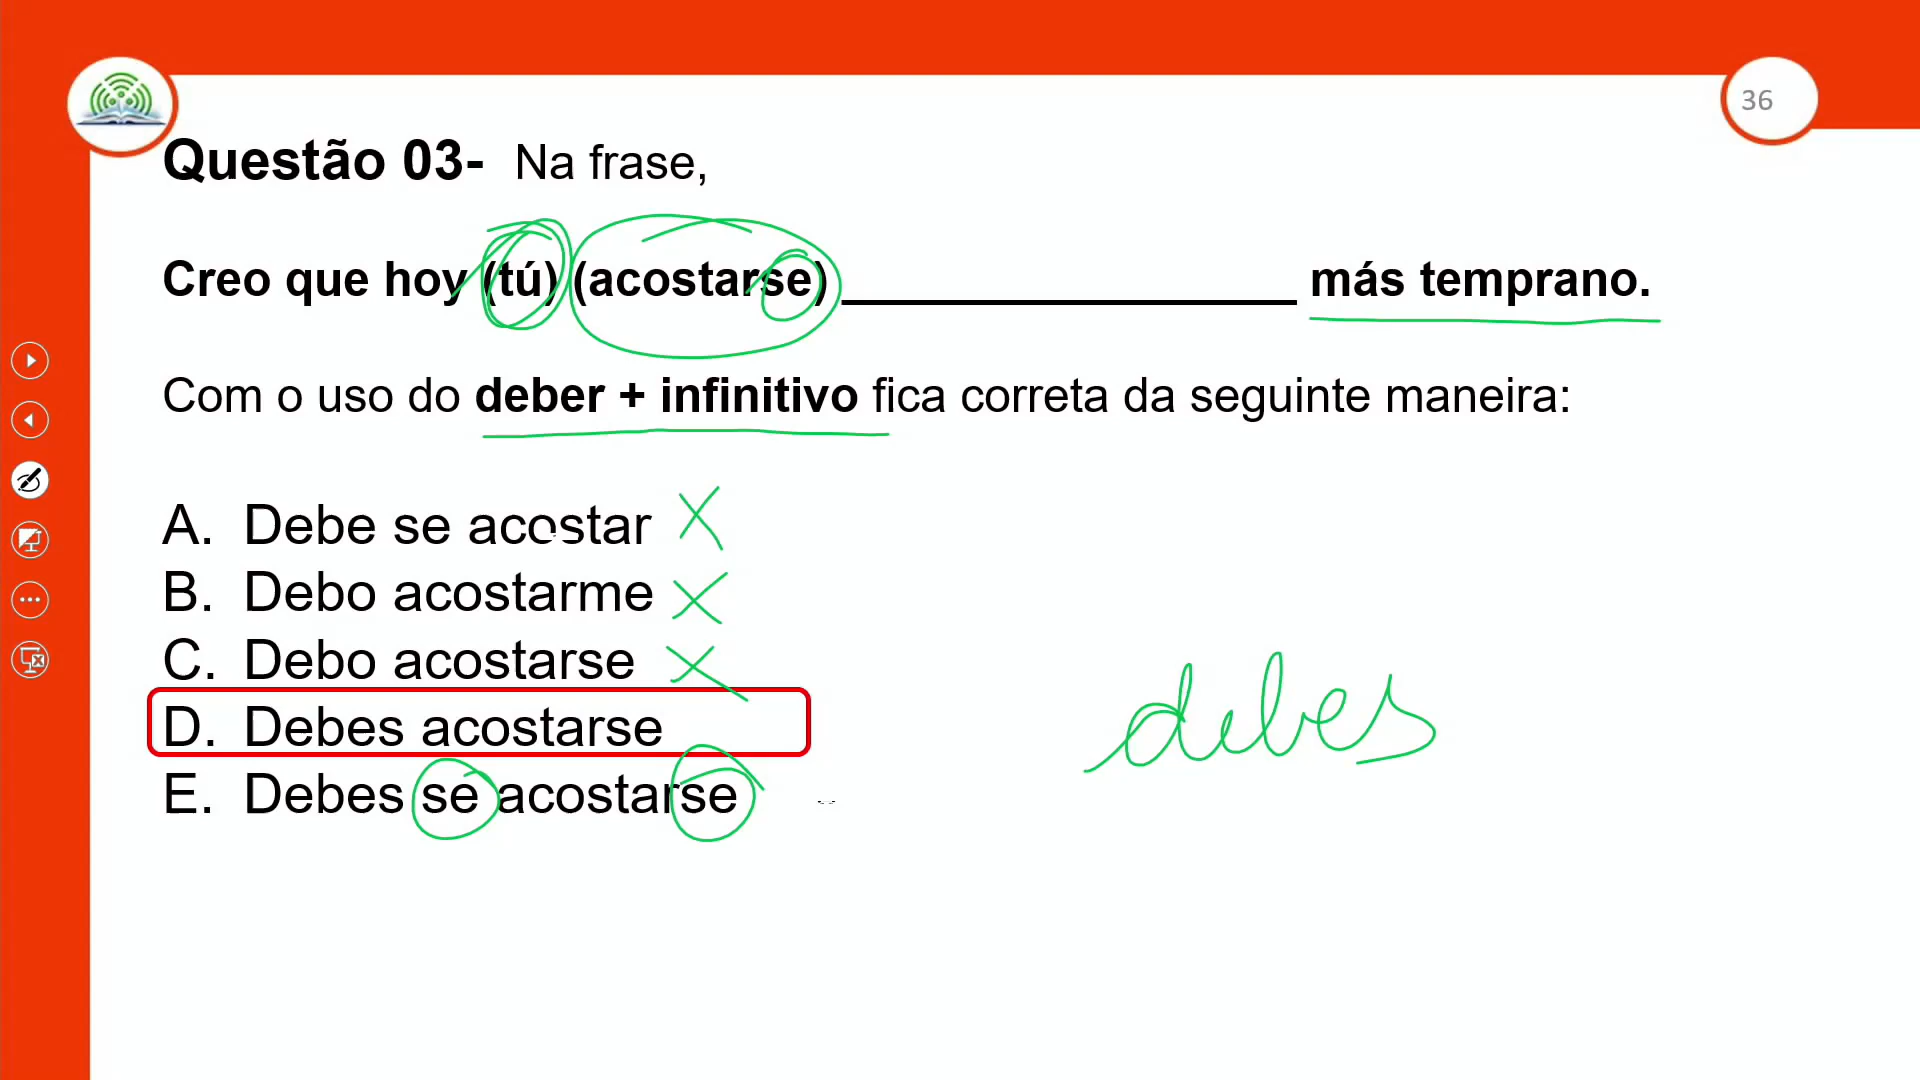 36
Questão 03- Na frase,
Creo que hoy (tú) (acostarse) _________________ más temprano.
Com o uso do deber + infinitivo fica correta da seguinte maneira:
A. Debe se acostar
B. Debo acostarme
C. Debo acostarse
D. Debes acostarse
E. Debes se acostarse
debes